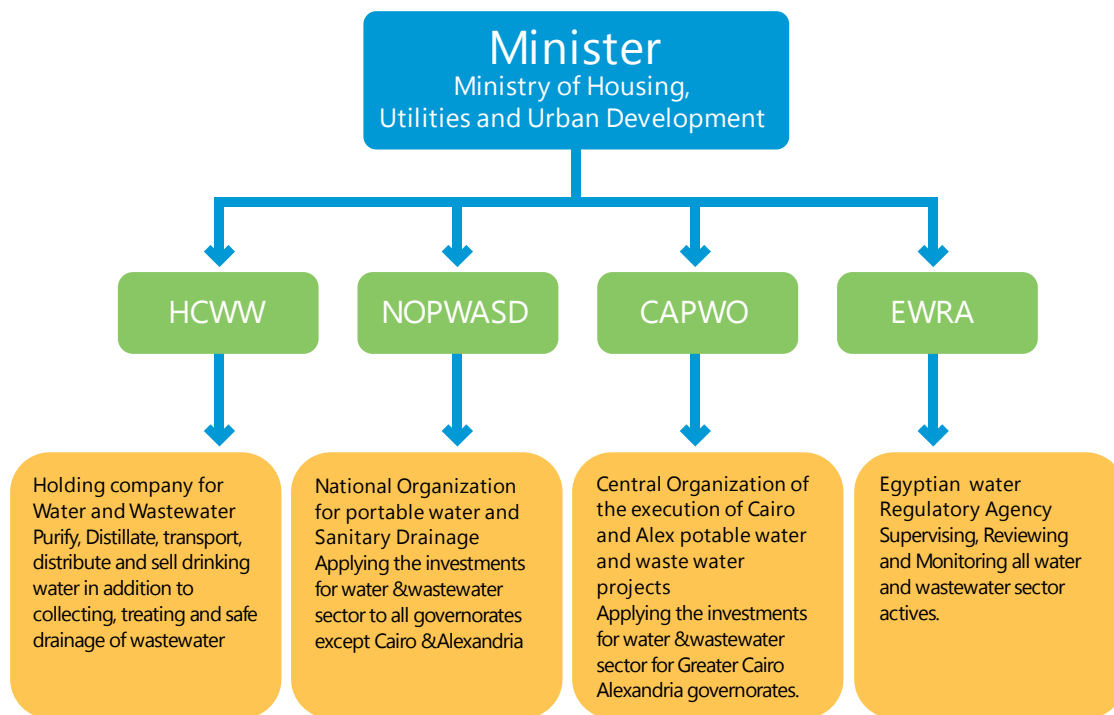 Minister
Ministry of Housing,
Utilities and Urban Development
HCWW
NOPWASD
CAPWO
EWRA
Holding company for
Water and Wastewater
Purify, Distillate, transport,
distribute and sell drinking
water in addition to
collecting, treating and safe
drainage of wastewater
National Organization
for portable water and
Sanitary Drainage
Applying the investments
for water &wastewater
sector to all governorates
except Cairo &Alexandria
Central Organization of
the execution of Cairo
and Alex potable water
and waste water
projects
Applying the investments
for water &wastewater
sector for Greater Cairo
Alexandria governorates.
Egyptian water
Regulatory Agency
Supervising, Reviewing
and Monitoring all water
and wastewater sector
actives.